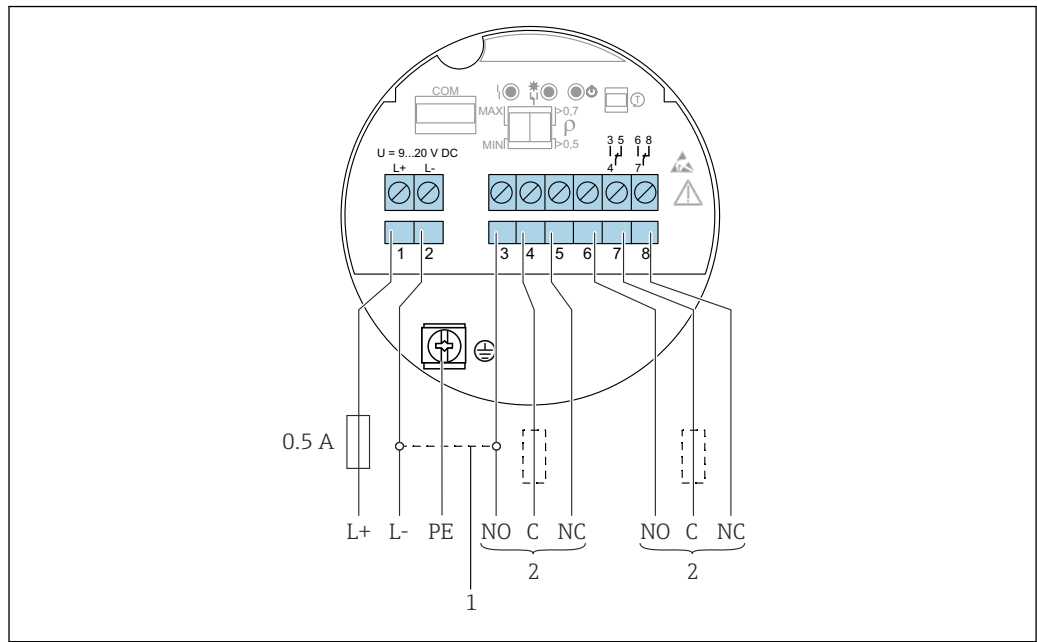 COM
MAX
>0,7
ρ
MIN
>0,5
T
U = 9...20 V DC
L+ L-
3 5 6 8
4 7
1 2 3 4 5 6 7 8
0.5 A
L+ L- PE NO C NC NO C NC
2 2
1